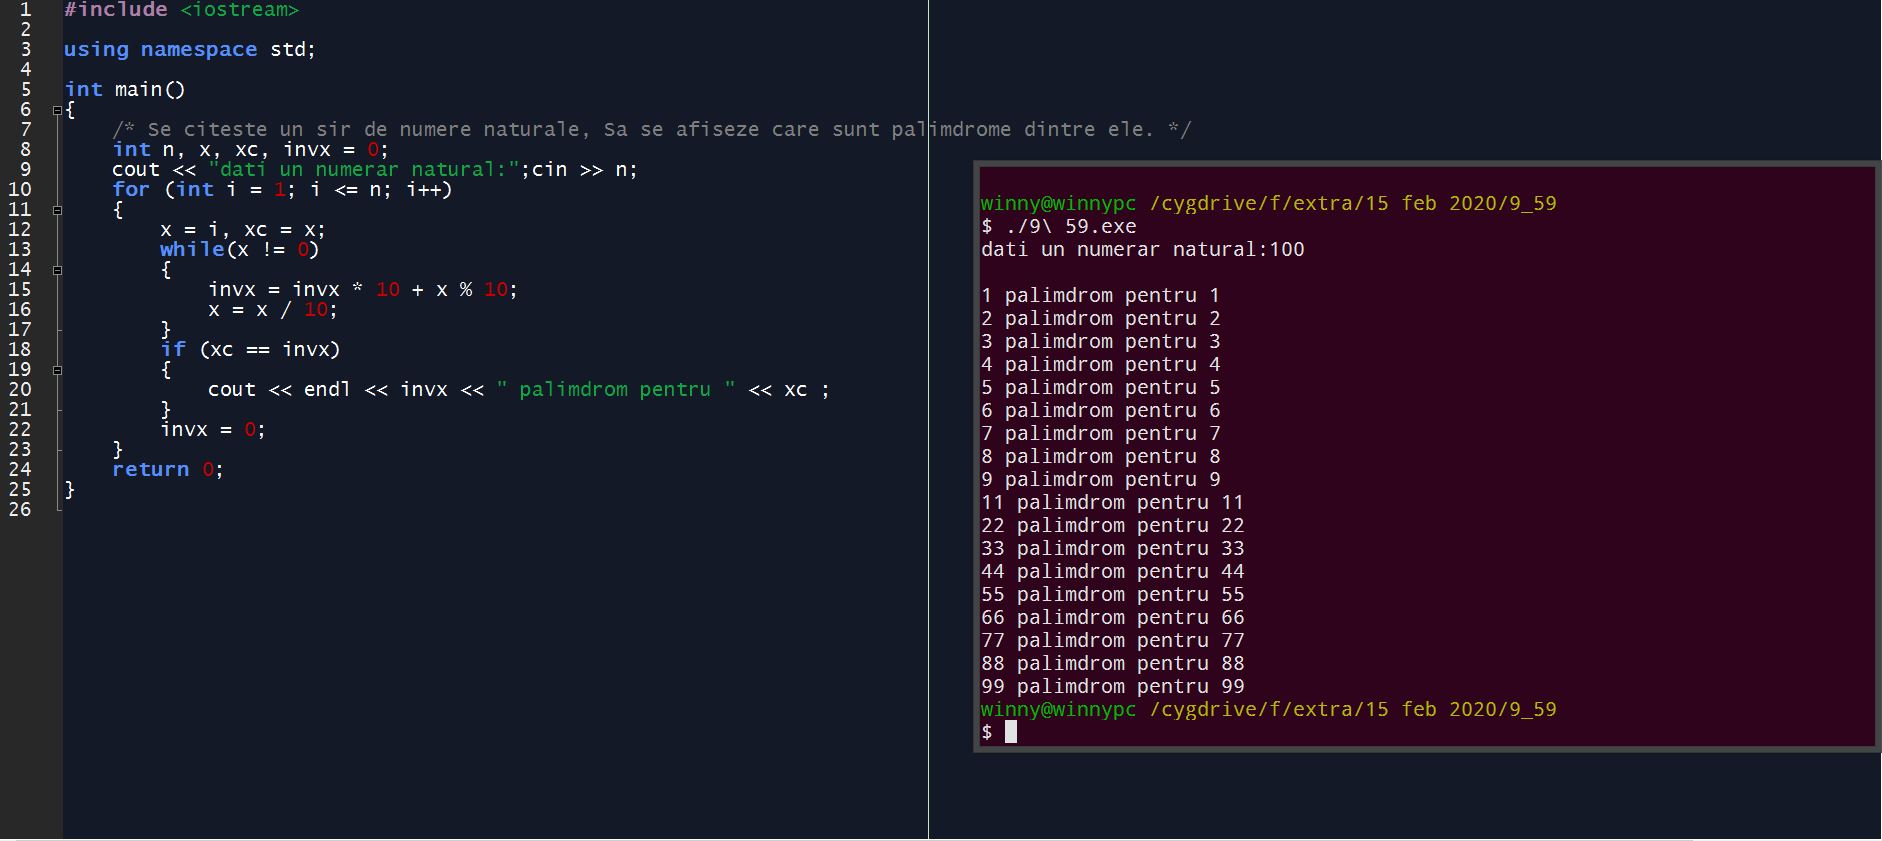 1 #include <iostream>
2
3 using namespace std;
4
5 int main()
6 {
7 /* Se citeste un sir de numere naturale, Sa se afiseze care sunt palimdrome dintre ele. */
8 int n, x, xc, invx = 0;
9 cout << "dati un numerar natural:";cin >> n;
10 for (int i = 1; i <= n; i++)
11 {
12 x = i, xc = x;
13 while(x != 0)
14 {
15 invx = invx * 10 + x % 10;
16 x = x / 10;
17 }
18 if (xc == invx)
19 {
20 cout << endl << invx << " palimdrom pentru " << xc ;
21 }
22 invx = 0;
23 }
24 return 0;
25 }
26
winny@winnypc /cygdrive/f/extra/15 feb 2020/9_59
$ ./9\ 59.exe
dati un numerar natural:100
1 palimdrom pentru 1
2 palimdrom pentru 2
3 palimdrom pentru 3
4 palimdrom pentru 4
5 palimdrom pentru 5
6 palimdrom pentru 6
7 palimdrom pentru 7
8 palimdrom pentru 8
9 palimdrom pentru 9
11 palimdrom pentru 11
22 palimdrom pentru 22
33 palimdrom pentru 33
44 palimdrom pentru 44
55 palimdrom pentru 55
66 palimdrom pentru 66
77 palimdrom pentru 77
88 palimdrom pentru 88
99 palimdrom pentru 99
winny@winnypc /cygdrive/f/extra/15 feb 2020/9_59
$